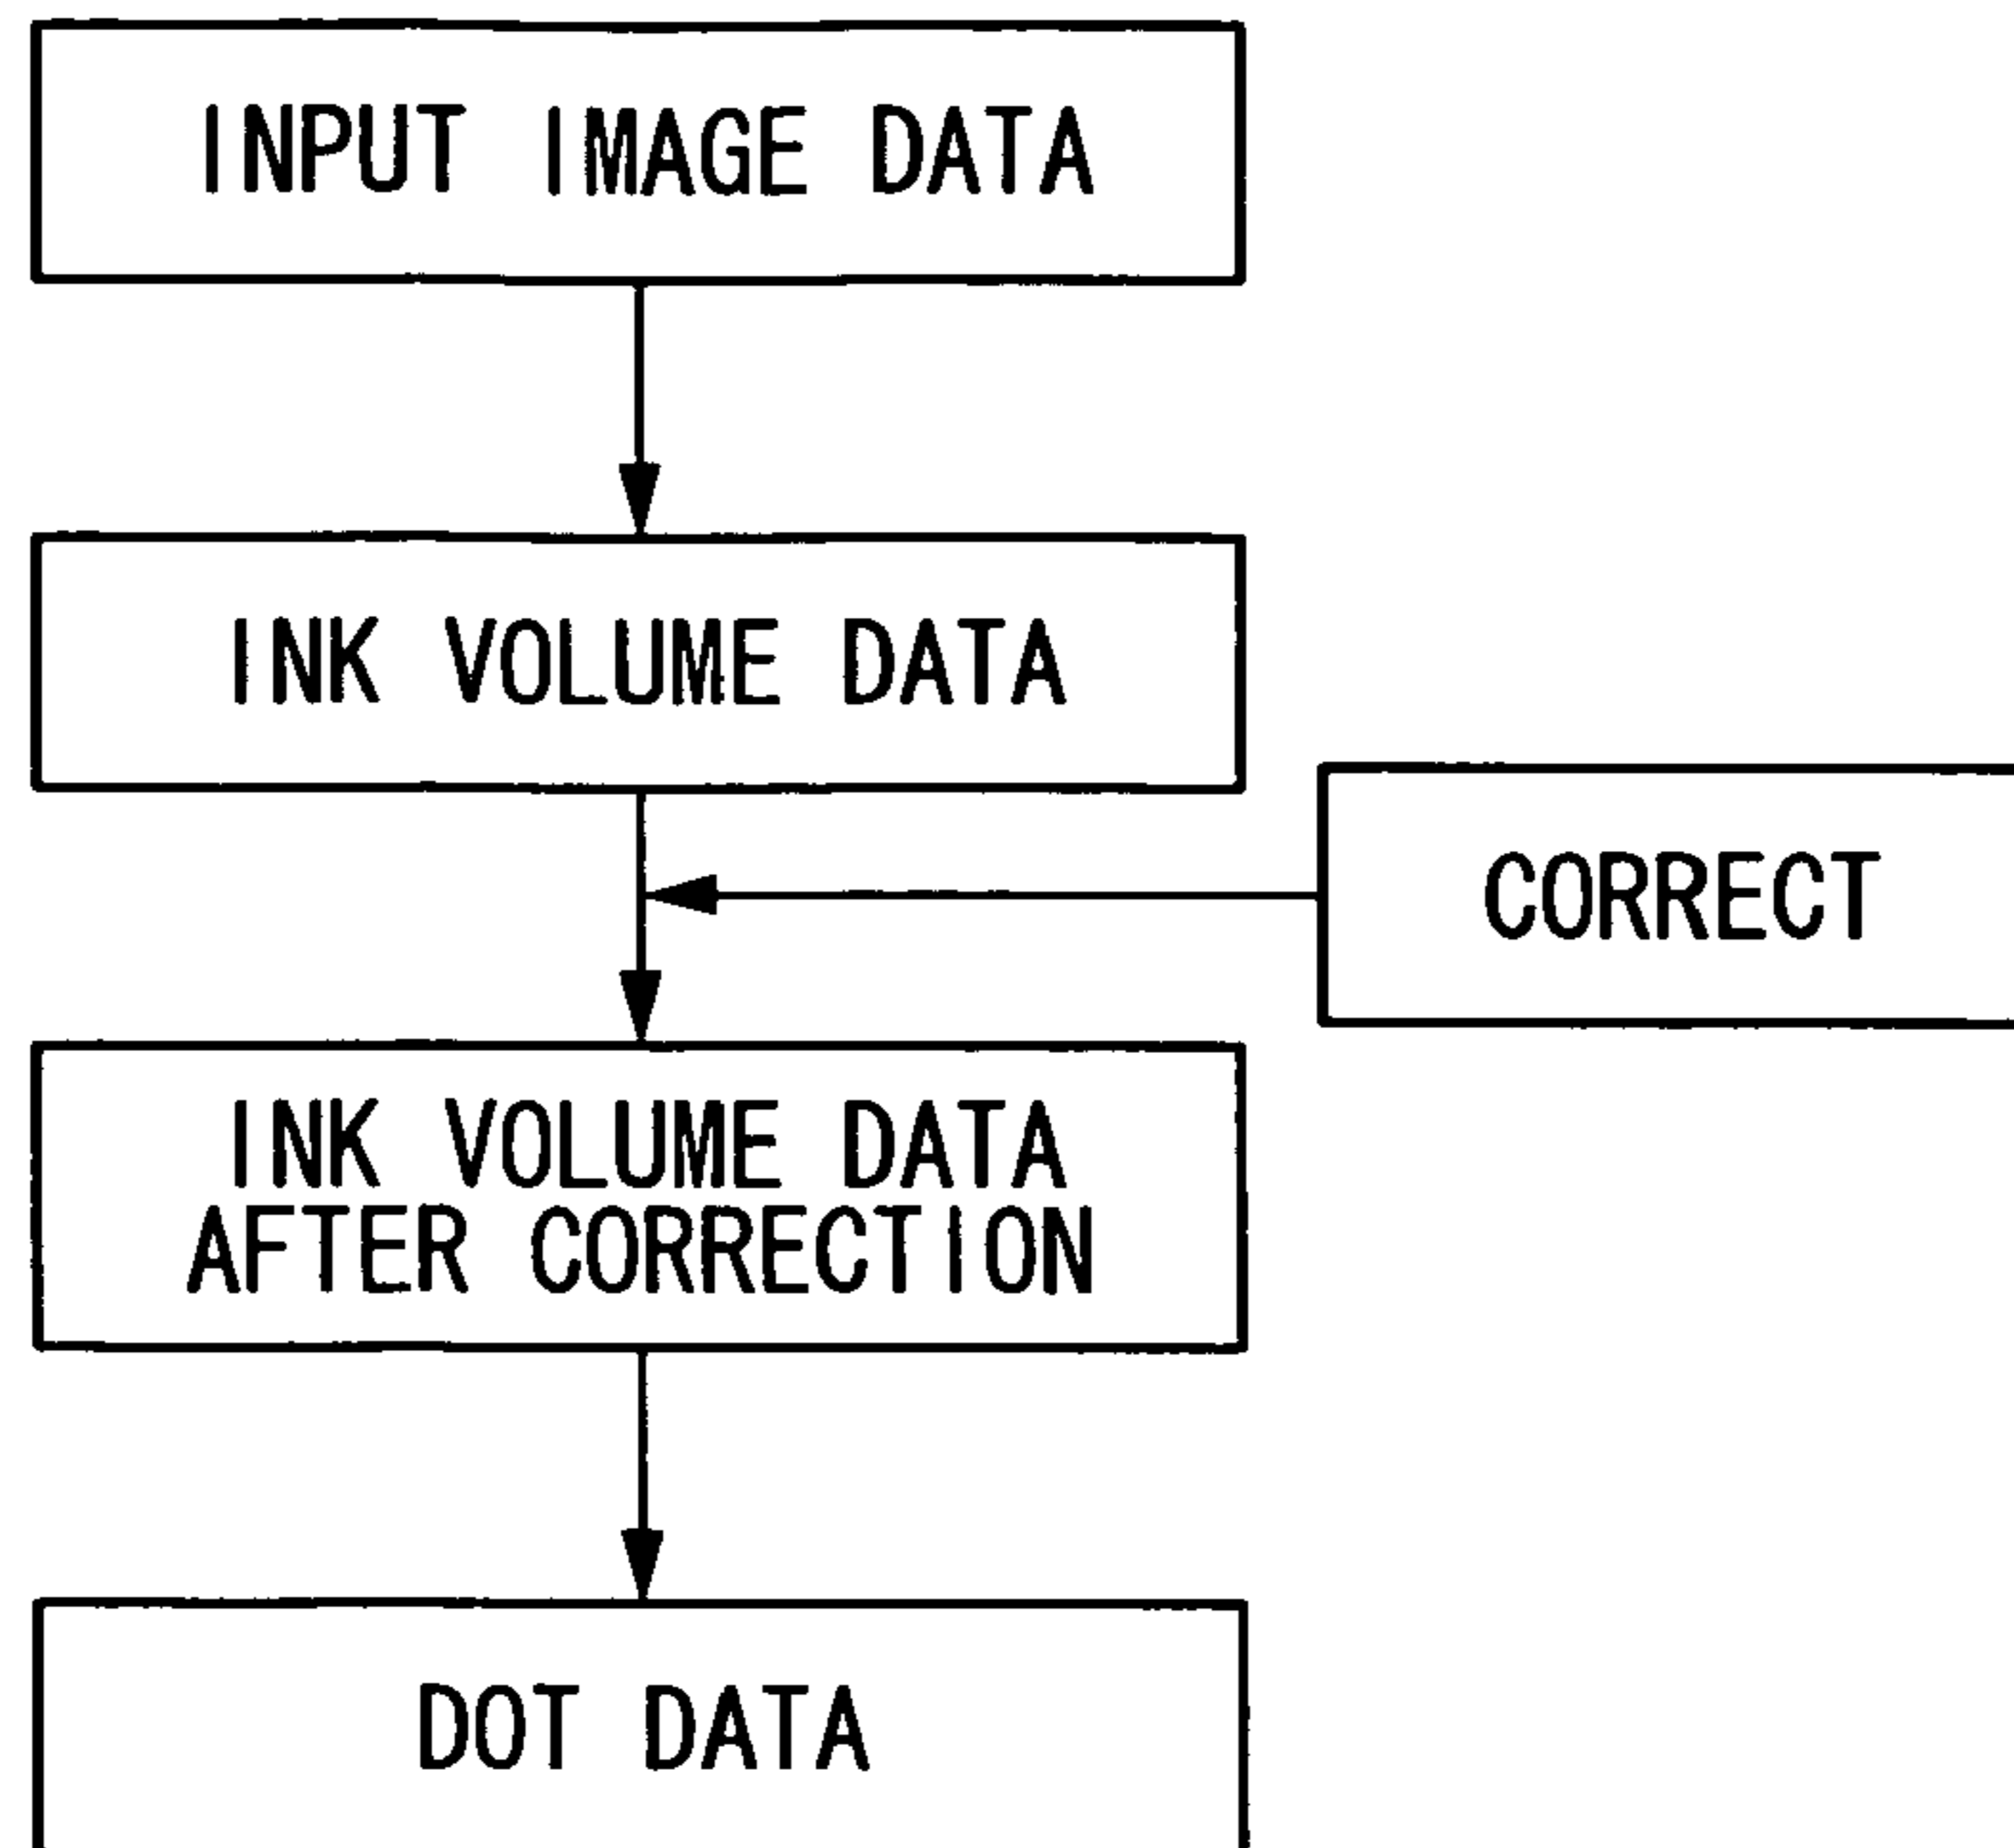 INPUT IMAGE DATA
INK VOLUME DATA
CORRECT
INK VOLUME DATA
AFTER CORRECTION
DOT DATA